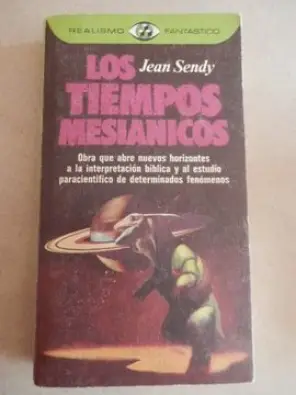 REALISMO FANTASTICO
LOS Jean Sendy
TIEMPOS
MESIANICOS
Obra que abre nuevos horizontes
a la interpretación bíblica y al estudio
paracientífico de determinados fenómenos